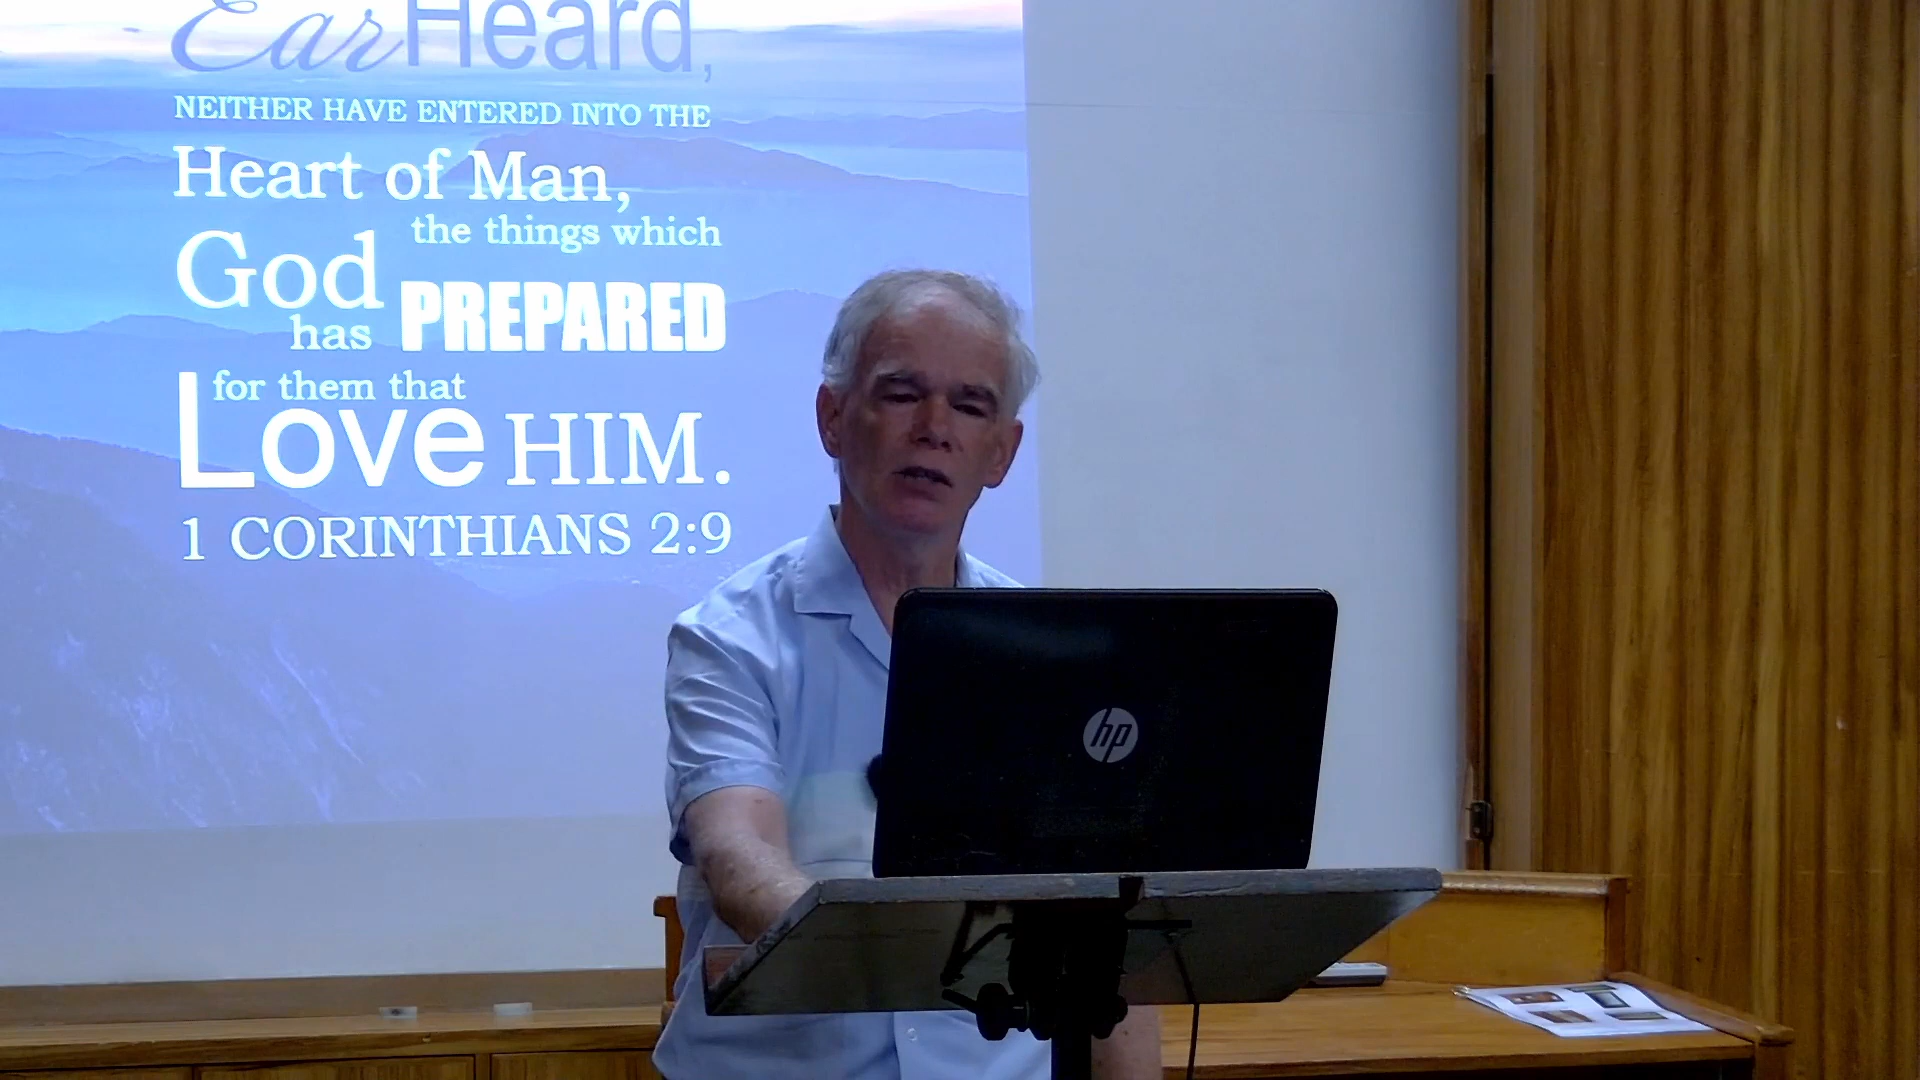 Ear Heard,
NEITHER HAVE ENTERED INTO THE
Heart of Man,
the things which
God
has PREPARED
for them that
Love HIM.
1 CORINTHIANS 2:9
hp